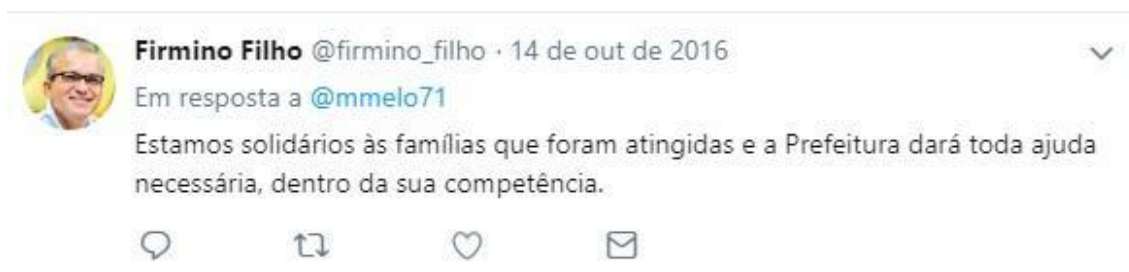 Firmino Filho @firmino_filho · 14 de out de 2016
Em resposta a @mmelo71
Estamos solidários às famílias que foram atingidas e a Prefeitura dará toda ajuda
necessária, dentro da sua competência.